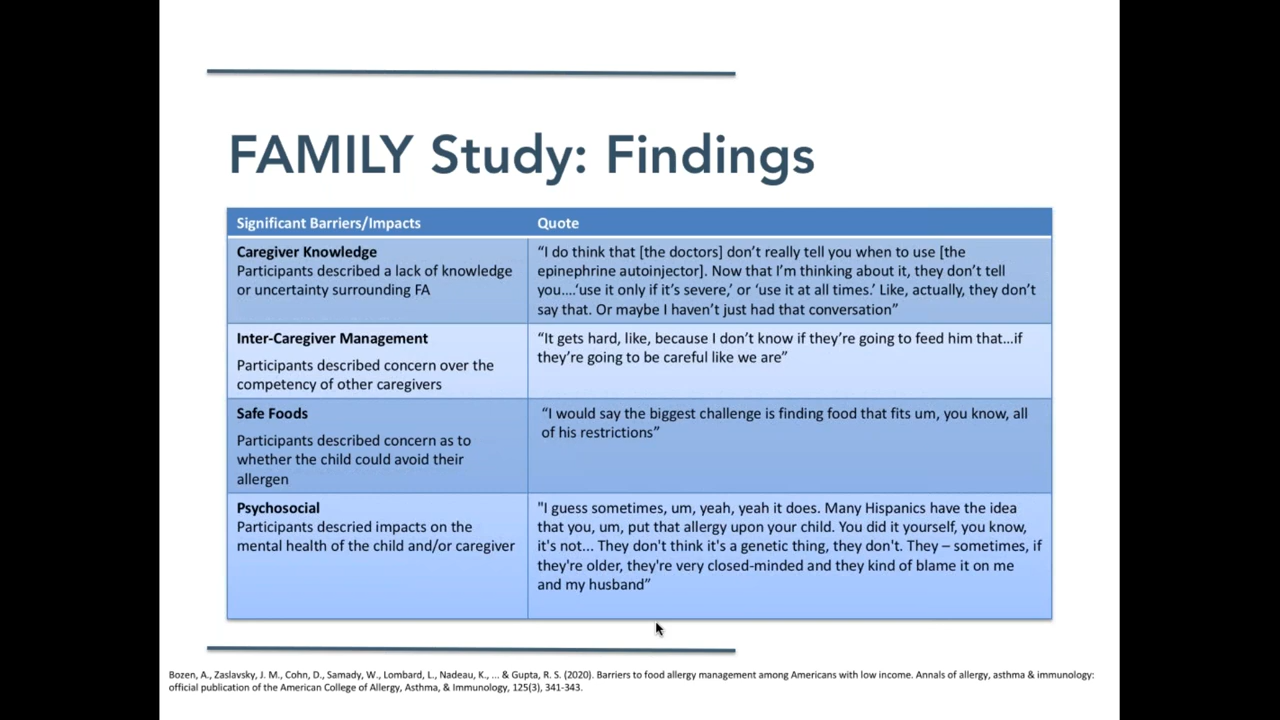 FAMILY Study: Findings
Significant Barriers/Impacts
Quote
Caregiver Knowledge
Participants described a lack of knowledge
or uncertainty surrounding FA
“I do think that [the doctors] don’t really tell you when to use [the
epinephrine autoinjector]. Now that I’m thinking about it, they don’t tell
you....‘use it only if it’s severe,’ or ‘use it at all times.’ Like, actually, they don’t
say that. Or maybe I haven’t just had that conversation”
Inter-Caregiver Management
Participants described concern over the
competency of other caregivers
“It gets hard, like, because I don’t know if they’re going to feed him that...if
they’re going to be careful like we are”
Safe Foods
Participants described concern as to
whether the child could avoid their
allergen
“I would say the biggest challenge is finding food that fits um, you know, all
of his restrictions”
Psychosocial
Participants descried impacts on the
mental health of the child and/or caregiver
"I guess sometimes, um, yeah, yeah it does. Many Hispanics have the idea
that you, um, put that allergy upon your child. You did it yourself, you know,
it's not... They don't think it's a genetic thing, they don't. They – sometimes, if
they're older, they're very closed-minded and they kind of blame it on me
and my husband”
Bozen, A., Zaslavsky, J. M., Cohn, D., Samady, W., Lombard, L., Nadeau, K., ... & Gupta, R. S. (2020). Barriers to food allergy management among Americans with low income. Annals of allergy, asthma & immunology:
official publication of the American College of Allergy, Asthma, & Immunology, 125(3), 341-343.